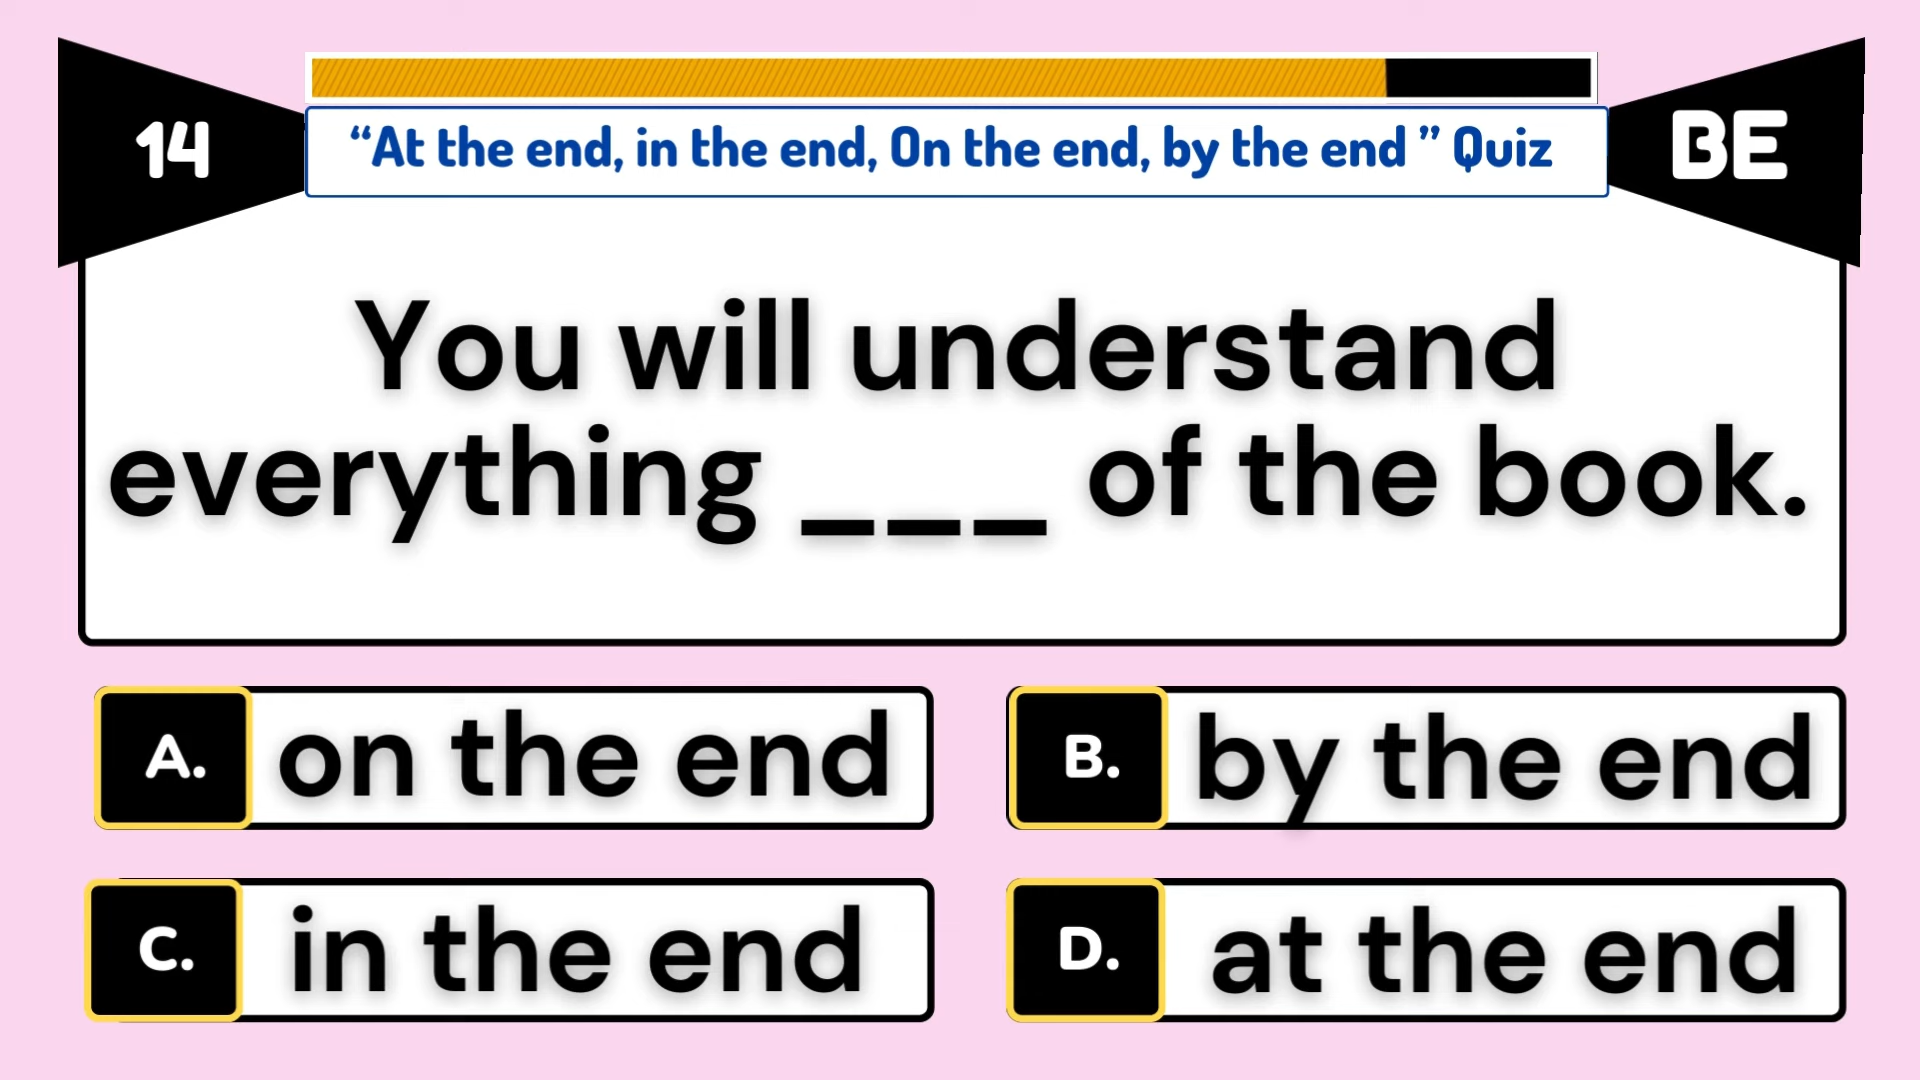 14
“At the end, in the end, On the end, by the end ” Quiz
BE
You will understand
everything ___ of the book.
A. on the end
B. by the end
C. in the end
D. at the end